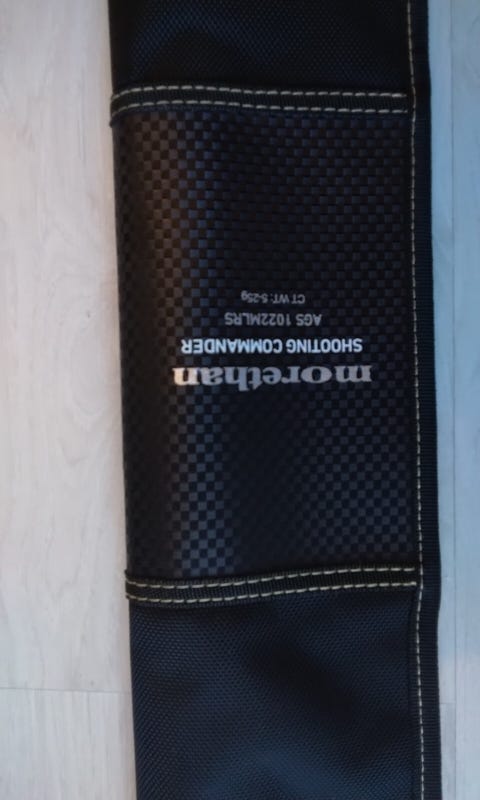 morethan
SHOOTING COMMANDER
AGS 1022MLRS
CT WT: 5-25g